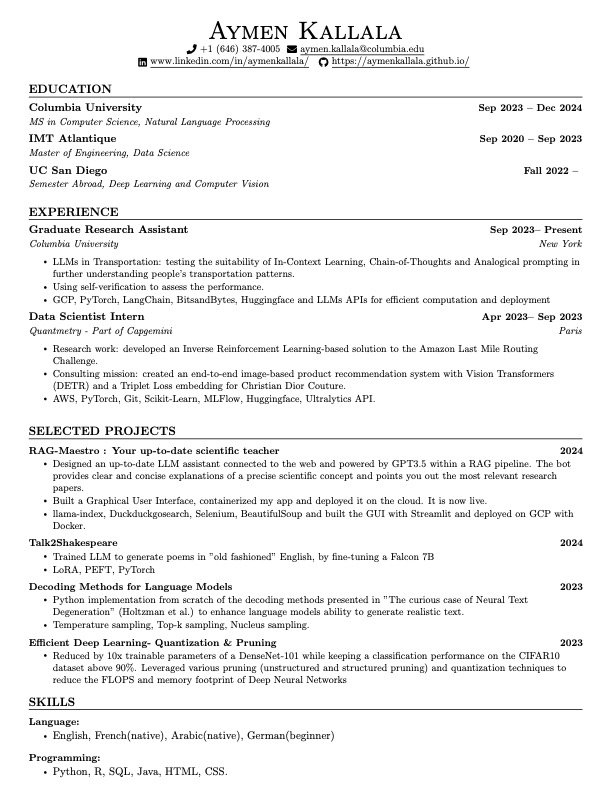 Aymen Kallala
+1 (646) 387-4005 aymen.kallala@columbia.edu
www.linkedin.com/in/aymenkallala/ https://aymenkallala.github.io/
EDUCATION
Columbia University Sep 2023 – Dec 2024
MS in Computer Science, Natural Language Processing
IMT Atlantique Sep 2020 – Sep 2023
Master of Engineering, Data Science
UC San Diego Fall 2022 –
Semester Abroad, Deep Learning and Computer Vision
EXPERIENCE
Graduate Research Assistant Sep 2023– Present
Columbia University New York
• LLMs in Transportation: testing the suitability of In-Context Learning, Chain-of-Thoughts and Analogical prompting in
further understanding people's transportation patterns.
• Using self-verification to assess the performance.
• GCP, PyTorch, LangChain, BitsandBytes, Huggingface and LLMs APIs for efficient computation and deployment
Data Scientist Intern Apr 2023– Sep 2023
Quantmetry - Part of Capgemini Paris
• Research work: developed an Inverse Reinforcement Learning-based solution to the Amazon Last Mile Routing
Challenge.
• Consulting mission: created an end-to-end image-based product recommendation system with Vision Transformers
(DETR) and a Triplet Loss embedding for Christian Dior Couture.
• AWS, PyTorch, Git, Scikit-Learn, MLFlow, Huggingface, Ultralytics API.
SELECTED PROJECTS
RAG-Maestro : Your up-to-date scientific teacher 2024
• Designed an up-to-date LLM assistant connected to the web and powered by GPT3.5 within a RAG pipeline. The bot
provides clear and concise explanations of a precise scientific concept and points you out the most relevant research
papers.
• Built a Graphical User Interface, containerized my app and deployed it on the cloud. It is now live.
• llama-index, Duckduckgosearch, Selenium, BeautifulSoup and built the GUI with Streamlit and deployed on GCP with
Docker.
Talk2Shakespeare 2024
• Trained LLM to generate poems in "old fashioned" English, by fine-tuning a Falcon 7B
• LoRA, PEFT, PyTorch
Decoding Methods for Language Models 2023
• Python implementation from scratch of the decoding methods presented in "The curious case of Neural Text
Degeneration" (Holtzman et al.) to enhance language models ability to generate realistic text.
• Temperature sampling, Top-k sampling, Nucleus sampling.
Efficient Deep Learning- Quantization & Pruning 2023
• Reduced by 10x trainable parameters of a DenseNet-101 while keeping a classification performance on the CIFAR10
dataset above 90%. Leveraged various pruning (unstructured and structured pruning) and quantization techniques to
reduce the FLOPS and memory footprint of Deep Neural Networks
SKILLS
Language:
• English, French(native), Arabic(native), German(beginner)
Programming:
• Python, R, SQL, Java, HTML, CSS.